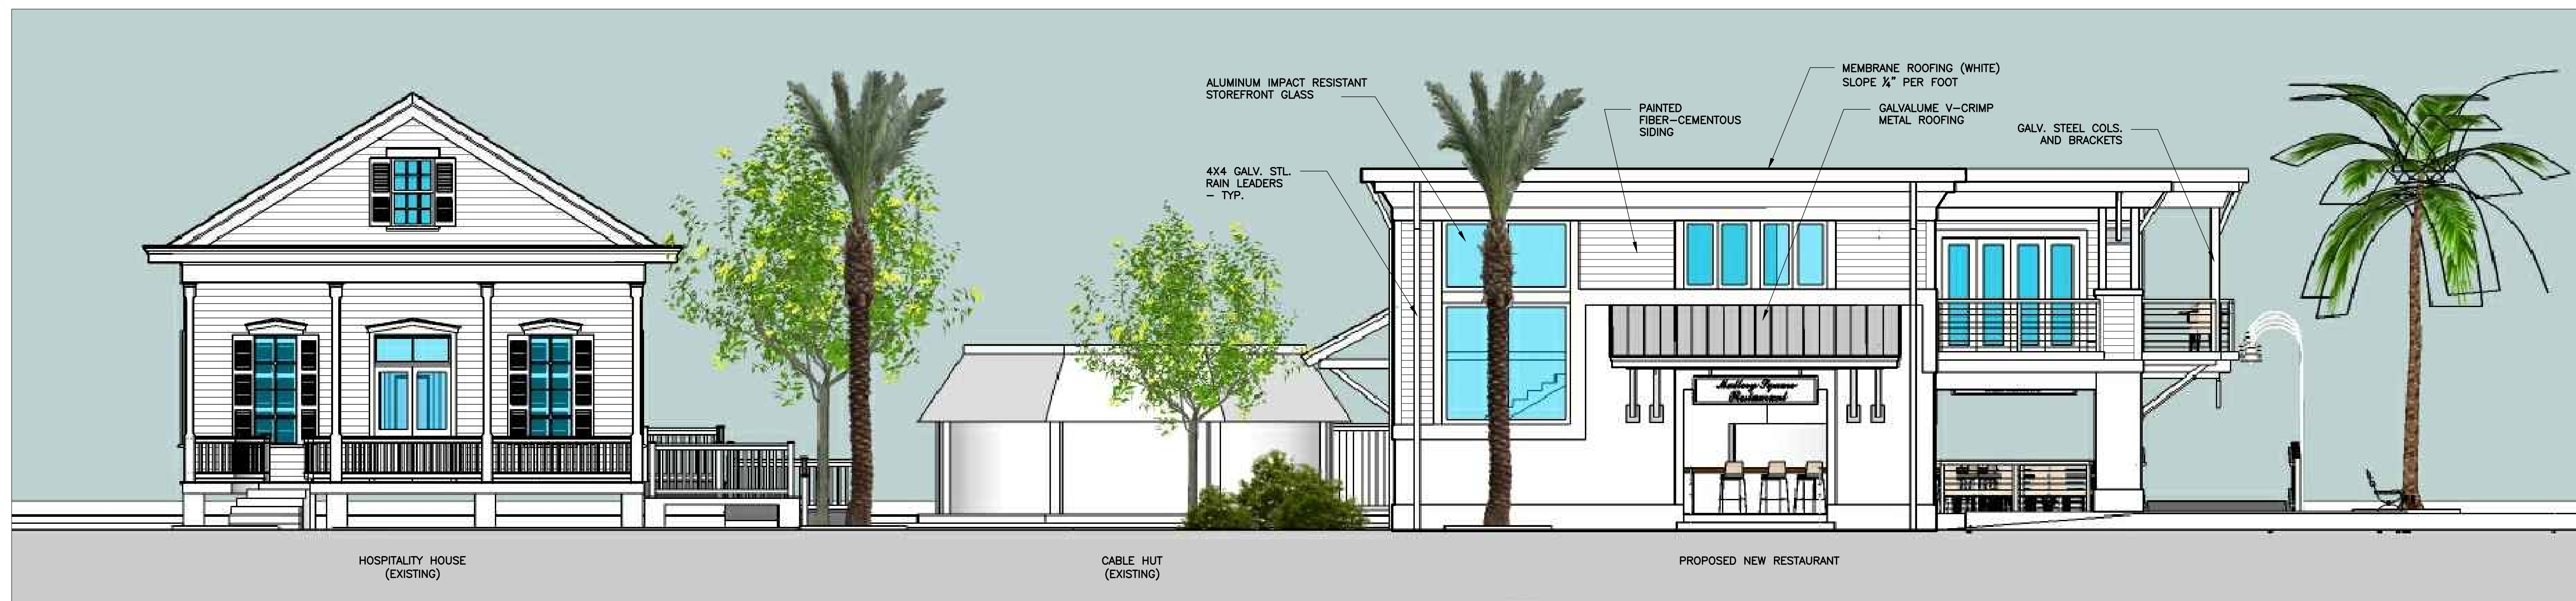 ALUMINUM IMPACT RESISTANT
STOREFRONT GLASS
4X4 GALV. STL.
RAIN LEADERS
– TYP.
PAINTED
FIBER–CEMENTOUS
SIDING
MEMBRANE ROOFING (WHITE)
SLOPE ¼" PER FOOT
GALVALUME V–CRIMP
METAL ROOFING
GALV. STEEL COLS.
AND BRACKETS
Mallory Square
Restaurant
HOSPITALITY HOUSE
(EXISTING)
CABLE HUT
(EXISTING)
PROPOSED NEW RESTAURANT